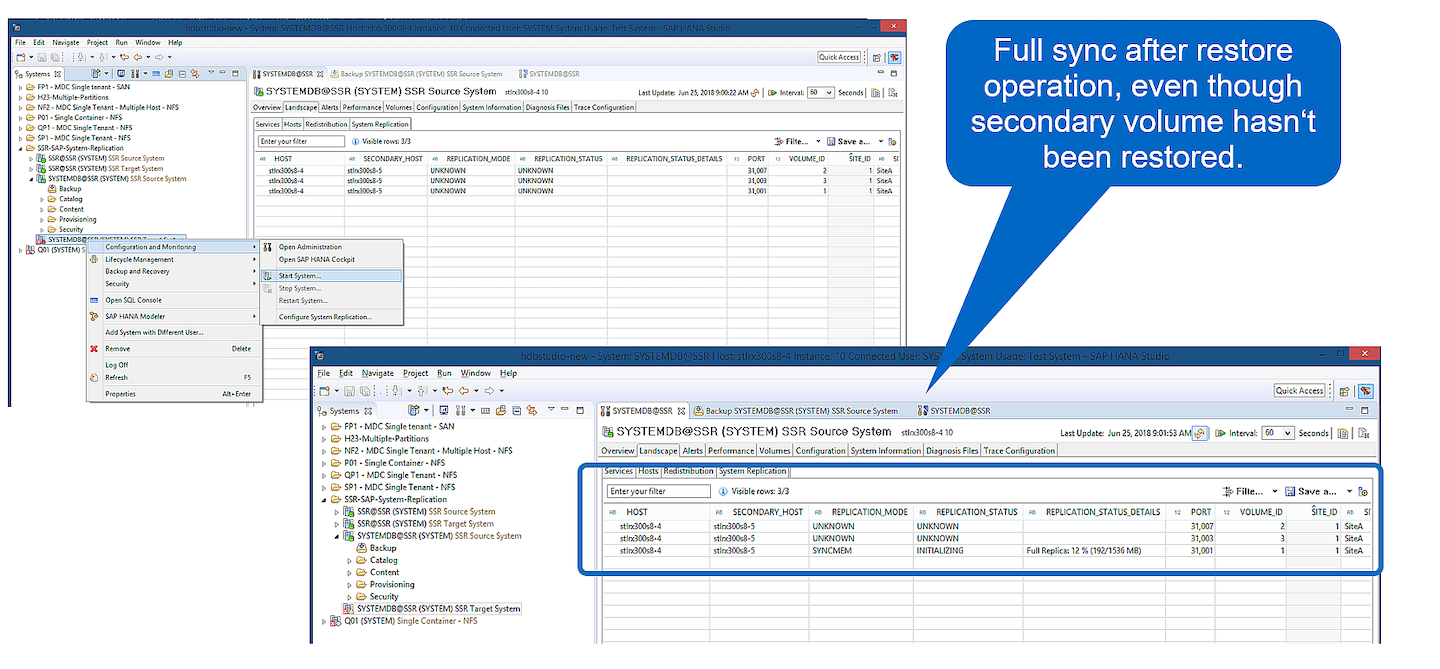 hdbstudio-new - System: SYSTEMDB@SSR Host: stlrx300s8-4 Instance: 10 Connected User: SYSTEM System Usage: Test System - SAP HANA Studio
File Edit Navigate Project Run Window Help
Quick Access
Systems
FP1 - MDC Single tenant - SAN
H23-Multiple-Partitions
NF2 - MDC Single Tenant - Multiple Host - NFS
P01 - Single Container - NFS
QP1 - MDC Single Tenant - NFS
SP1 - MDC Single Tenant - NFS
SSR-SAP-System-Replication
SSR@SSR (SYSTEM) SSR Source System
SSR@SSR (SYSTEM) SSR Target System
SYSTEMDB@SSR (SYSTEM) SSR Source System
Backup
Catalog
Content
Provisioning
Security
SYSTEMDB@SSR (SYSTEM) SSR Target System
Q01 (SYSTEM) S
Configuration and Monitoring
Lifecycle Management
Backup and Recovery
Security
Open SQL Console
SAP HANA Modeler
Add System with Different User...
Remove Delete
Log Off
Refresh F5
Properties Alt+Enter
Open Administration
Open SAP HANA Cockpit
Start System...
Stop System...
Restart System...
Configure System Replication...
SYSTEMDB@SSR Backup SYSTEMDB@SSR (SYSTEM) SSR Source System SYSTEMDB@SSR
SYSTEMDB@SSR (SYSTEM) SSR Source System stlrx300s8-4 10
Last Update: Jun 25, 2018 9:00:22 AM Interval: 60 Seconds
Overview Landscape Alerts Performance Volumes Configuration System Information Diagnosis Files Trace Configuration
Services Hosts Redistribution System Replication
Enter your filter Visible rows: 3/3 Filte... Save a...
AB HOST AB SECONDARY_HOST AB REPLICATION_MODE AB REPLICATION_STATUS AB REPLICATION_STATUS_DETAILS 12 PORT 12 VOLUME_ID 12 SITE_ID AB SI
stlrx300s8-4 stlrx300s8-5 UNKNOWN UNKNOWN 31,007 2 1 SiteA
stlrx300s8-4 stlrx300s8-5 UNKNOWN UNKNOWN 31,003 3 1 SiteA
stlrx300s8-4 stlrx300s8-5 UNKNOWN UNKNOWN 31,001 1 1 SiteA
Full sync after restore
operation, even though
secondary volume hasn't
been restored.
hdbstudio-new - System: SYSTEMDB@SSR Host: stlrx300s8-4 Instance: 10 Connected User: SYSTEM System Usage: Test System - SAP HANA Studio
File Edit Navigate Project Run Window Help
Quick Access
Systems
FP1 - MDC Single tenant - SAN
H23-Multiple-Partitions
NF2 - MDC Single Tenant - Multiple Host - NFS
P01 - Single Container - NFS
QP1 - MDC Single Tenant - NFS
SP1 - MDC Single Tenant - NFS
SSR-SAP-System-Replication
SSR@SSR (SYSTEM) SSR Source System
SSR@SSR (SYSTEM) SSR Target System
SYSTEMDB@SSR (SYSTEM) SSR Source System
Backup
Catalog
Content
Provisioning
Security
SYSTEMDB@SSR (SYSTEM) SSR Target System
Q01 (SYSTEM) Single Container - NFS
SYSTEMDB@SSR Backup SYSTEMDB@SSR (SYSTEM) SSR Source System SYSTEMDB@SSR
SYSTEMDB@SSR (SYSTEM) SSR Source System stlrx300s8-4 10
Last Update: Jun 25, 2018 9:01:53 AM Interval: 60 Seconds
Overview Landscape Alerts Performance Volumes Configuration System Information Diagnosis Files Trace Configuration
Services Hosts Redistribution System Replication
Enter your filter Visible rows: 3/3 Filte... Save a...
AB HOST AB SECONDARY_HOST AB REPLICATION_MODE AB REPLICATION_STATUS AB REPLICATION_STATUS_DETAILS 12 PORT 12 VOLUME_ID 12 SITE_ID AB SI
stlrx300s8-4 stlrx300s8-5 UNKNOWN UNKNOWN 31,007 2 1 SiteA
stlrx300s8-4 stlrx300s8-5 UNKNOWN UNKNOWN 31,003 3 1 SiteA
stlrx300s8-4 stlrx300s8-5 SYNCMEM INITIALIZING Full Replica: 12 % (192/1536 MB) 31,001 1 1 SiteA